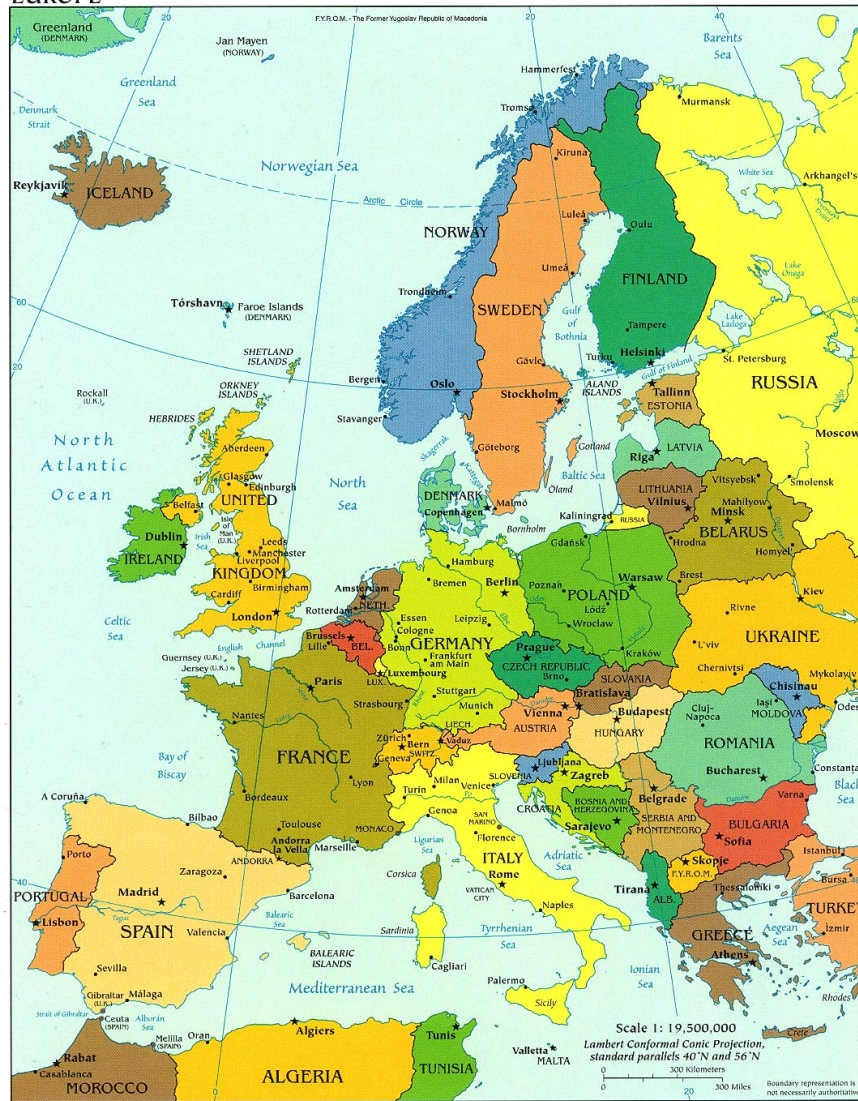 EUROPE
F.Y.R.O.M. - The Former Yugoslav Republic of Macedonia
Greenland
(DENMARK)
Jan Mayen
(NORWAY)
Barents
Sea
Hammerfest
Greenland
Sea
Tromsø
Murmansk
Denmark
Strait
Kiruna
White Sea
Norwegian Sea
Arkhangel's
Reykjavík
ICELAND
Arctic Circle
Luleå
Oulu
NORWAY
Umeå
FINLAND
Lake
Onega
Tórshavn
Faroe Islands
(DENMARK)
Trondheim
SWEDEN
Gulf
of
Bothnia
Lake
Ladoga
Tampere
SHETLAND
ISLANDS
Gävle
Turku
Helsinki
St. Petersburg
Gulf of Finland
Bergen
Oslo
ALAND
ISLANDS
Tallinn
ESTONIA
RUSSIA
Rockall
(U.K.)
ORKNEY
ISLANDS
Stockholm
Stavanger
HEBRIDES
Moscow
North
Atlantic
Ocean
Aberdeen
Skagerrak
Göteborg
Gotland
Riga
LATVIA
Kattegat
Baltic Sea
Glasgow
Edinburgh
North
Sea
DENMARK
Öland
LITHUANIA
Vitsyebsk
Smolensk
UNITED
KINGDOM
Copenhagen
Malmö
Vilnius
Mahilyow
Minsk
Belfast
Kaliningrad
RUSSIA
BELARUS
Bornholm
Isle
of
Man
(U.K.)
Dublin
IRELAND
Irish
Sea
Leeds
Manchester
Liverpool
Gdańsk
Hrodna
Homyel'
Hamburg
Birmingham
Amsterdam
Bremen
Berlin
Poznań
Warsaw
Brest
POLAND
Cardiff
Rotterdam
NETH.
Elbe
Oder
Łódź
Kiev
Celtic
Sea
London
Essen
Cologne
Bonn
Leipzig
Wrocław
Rivne
Brussels
BEL.
GERMANY
UKRAINE
English Channel
Lille
Prague
Kraków
L'viv
Guernsey (U.K.)
Jersey (U.K.)
Frankfurt
am Main
CZECH REPUBLIC
Brno
LUX.
Luxembourg
Chernivtsi
Paris
SLOVAKIA
Mykolayiv
Stuttgart
Bratislava
Chisinau
Strasbourg
Munich
Vienna
Danube
Iași
MOLDOVA
Odes
Nantes
Loire
Rhine
LIECH.
Budapest
Cluj-
Napoca
Zürich
Vaduz
AUSTRIA
HUNGARY
Bern
SWITZ.
ROMANIA
Bay of
Biscay
FRANCE
Geneva
Ljubljana
SLOVENIA
Zagreb
Bucharest
Constanța
Lyon
Milan
Venice
Turin
Po
A Coruña
Bordeaux
CROATIA
Belgrade
Danube
Varna
Black
Sea
BOSNIA AND
HERZEGOVINA
Bilbao
Toulouse
Genoa
SAN
MARINO
Sarajevo
SERBIA AND
MONTENEGRO
BULGARIA
MONACO
Florence
Sofia
Andorra
la Vella
ANDORRA
Marseille
Ligurian
Sea
Adriatic
Sea
Skopje
F.Y.R.O.M.
Istanbul
Porto
Zaragoza
Corsica
ITALY
Rome
Tirana
ALB.
Thessaloniki
Bursa
PORTUGAL
Madrid
Barcelona
VATICAN
CITY
TURKEY
Lisbon
Tagus
SPAIN
Balearic
Sea
Naples
GREECE
Aegean
Sea
Sardinia
Tyrrhenian
Sea
İzmir
Valencia
BALEARIC
ISLANDS
Cagliari
Ionian
Sea
Athens
Sevilla
Palermo
Gibraltar
(U.K.)
Málaga
Mediterranean Sea
Sicily
Rhodes
Strait of Gibraltar
Ceuta
(SPAIN)
Alborán
Sea
Melilla
(SPAIN)
Oran
Algiers
Tunis
Crete
Scale 1: 19,500,000
Lambert Conformal Conic Projection,
standard parallels 40°N and 56°N
Rabat
Casablanca
Valletta
MALTA
0 300 Kilometers
0 300 Miles
MOROCCO
ALGERIA
TUNISIA
Boundary representation is
not necessarily authoritative
0
20